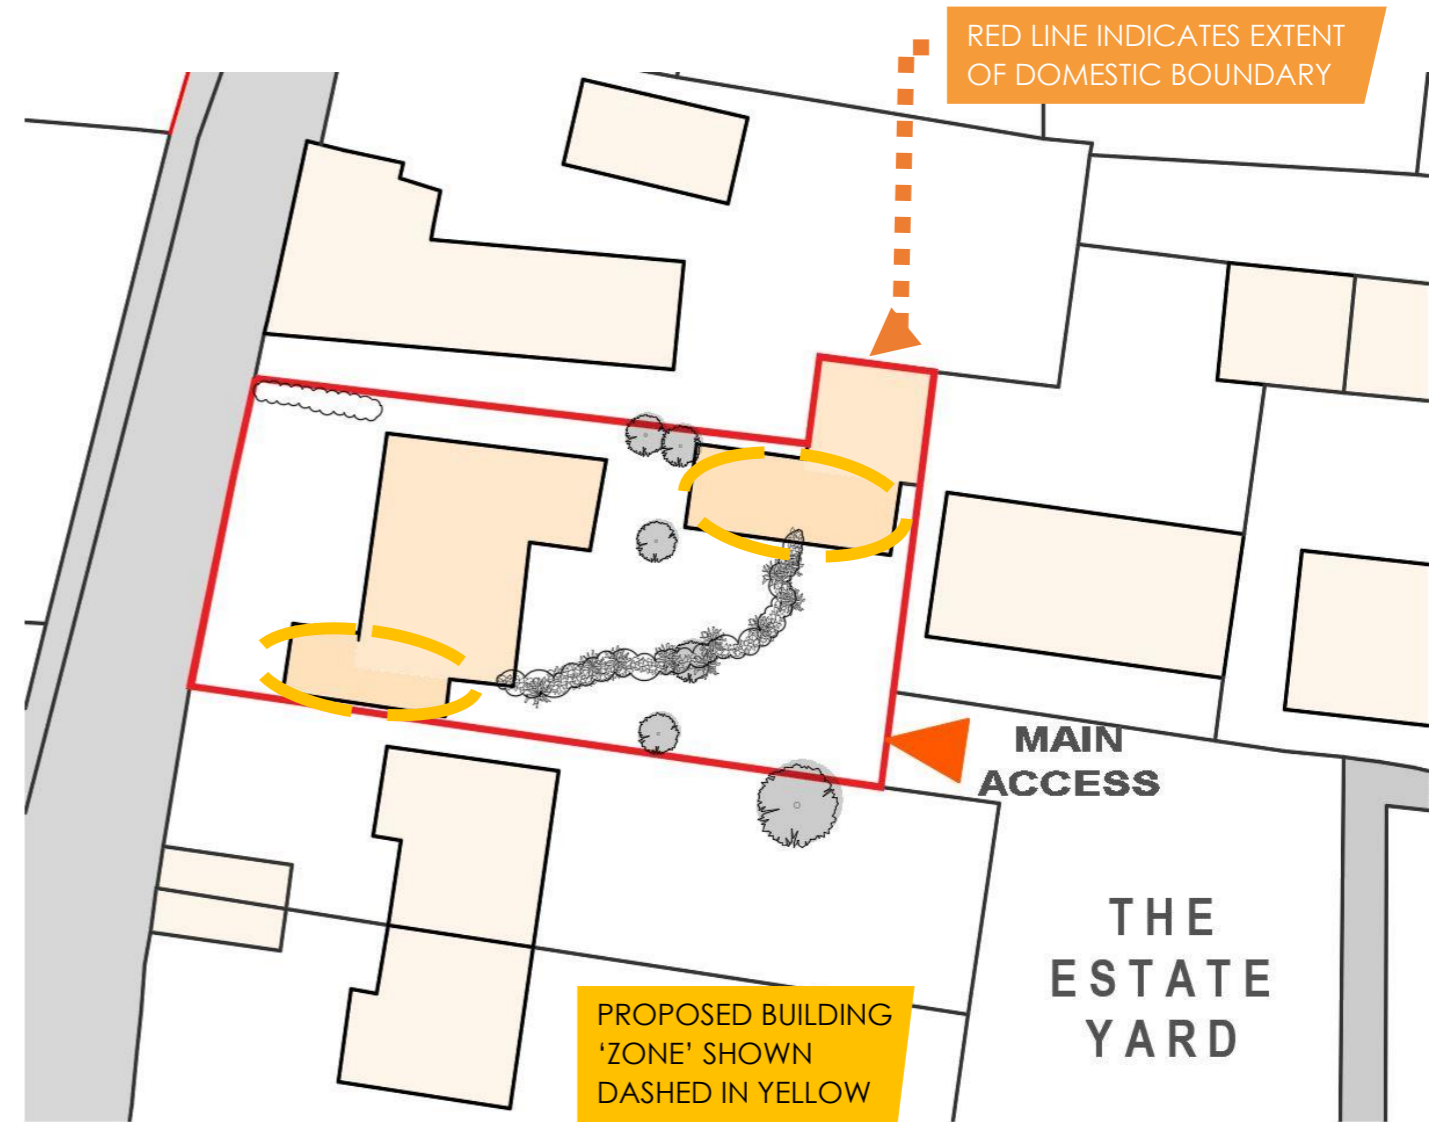 RED LINE INDICATES EXTENT
OF DOMESTIC BOUNDARY
MAIN
ACCESS
THE
ESTATE
YARD
PROPOSED BUILDING
‘ZONE’ SHOWN
DASHED IN YELLOW